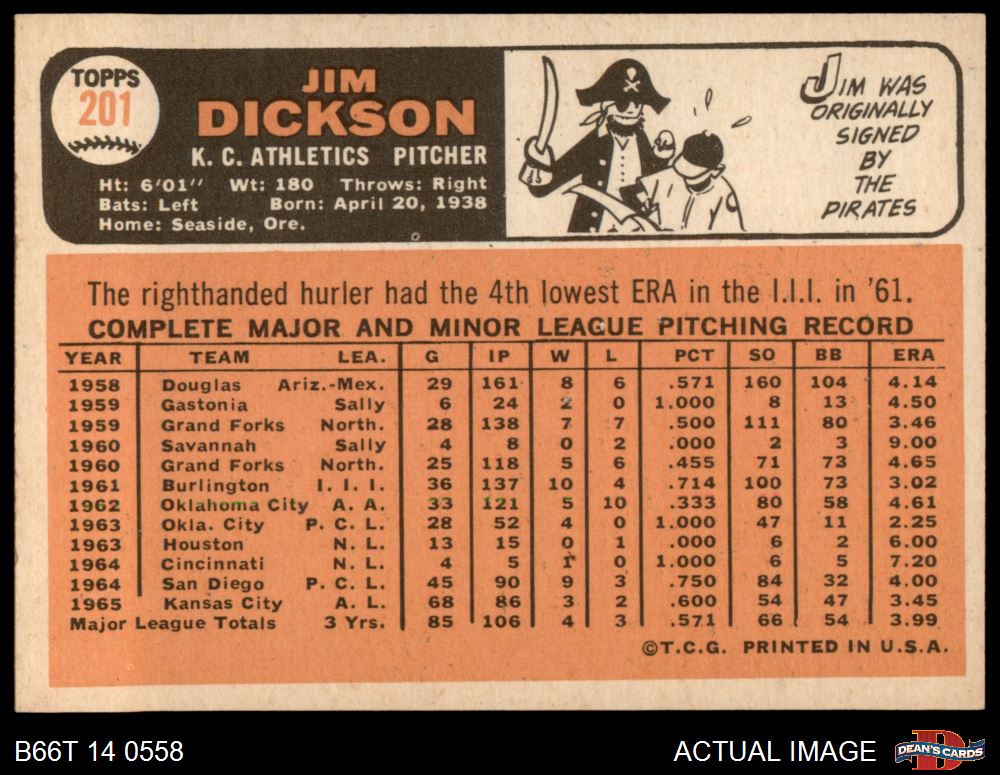 TOPPS
201
JIM
DICKSON
K. C. ATHLETICS PITCHER
Ht: 6'01" Wt: 180 Throws: Right
Bats: Left Born: April 20, 1938
Home: Seaside, Ore.
JIM WAS
ORIGINALLY
SIGNED
BY
THE
PIRATES
The righthanded hurler had the 4th lowest ERA in the I.I.I. in '61.
COMPLETE MAJOR AND MINOR LEAGUE PITCHING RECORD
YEAR TEAM LEA. G IP W L PCT SO BB ERA
1958 Douglas Ariz.-Mex. 29 161 8 6 .571 160 104 4.14
1959 Gastonia Sally 6 24 2 0 1.000 8 13 4.50
1959 Grand Forks North. 28 138 7 7 .500 111 80 3.46
1960 Savannah Sally 4 8 0 2 .000 2 3 9.00
1960 Grand Forks North. 25 118 5 6 .455 71 73 4.65
1961 Burlington I. I. I. 36 137 10 4 .714 100 73 3.02
1962 Oklahoma City A. A. 33 121 5 10 .333 80 58 4.61
1963 Okla. City P. C. L. 28 52 4 0 1.000 47 11 2.25
1963 Houston N. L. 13 15 0 1 .000 6 2 6.00
1964 Cincinnati N. L. 4 5 1 0 1.000 6 5 7.20
1964 San Diego P. C. L. 45 90 9 3 .750 84 32 4.00
1965 Kansas City A. L. 68 86 3 2 .600 54 47 3.45
Major League Totals 3 Yrs. 85 106 4 3 .571 66 54 3.99
©T.C.G. PRINTED IN U.S.A.
B66T 14 0558
ACTUAL IMAGE
DEAN'S CARDS